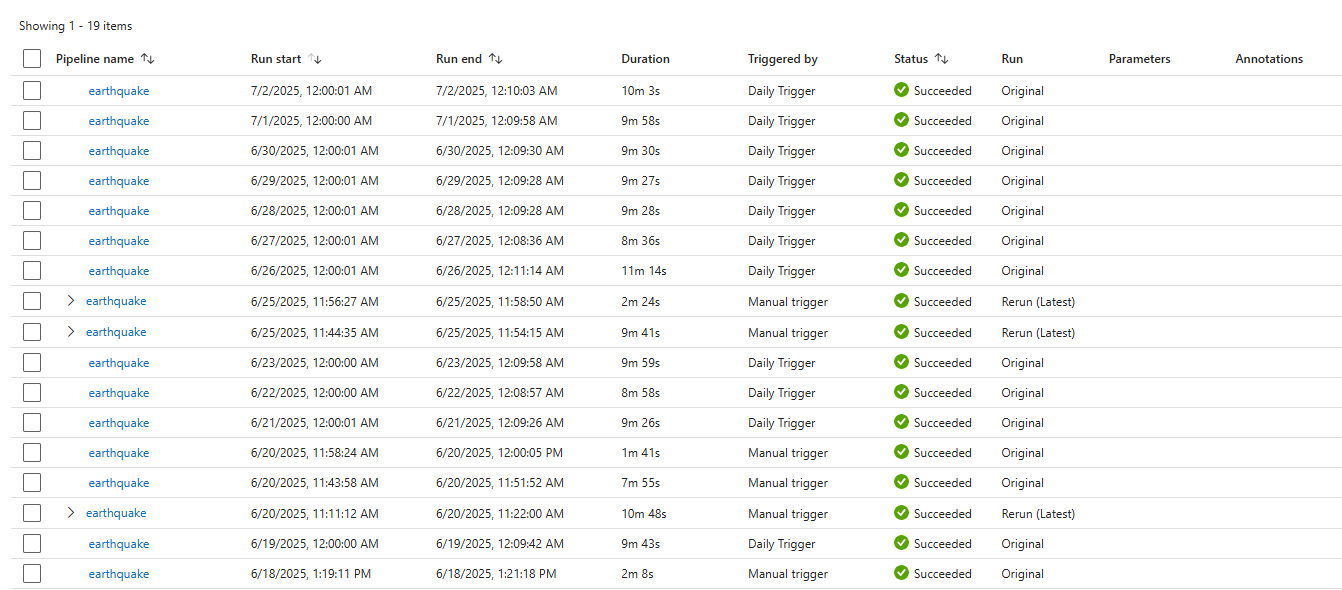 Showing 1 - 19 items
Pipeline name Run start Run end Duration Triggered by Status Run Parameters Annotations
earthquake 7/2/2025, 12:00:01 AM 7/2/2025, 12:10:03 AM 10m 3s Daily Trigger Succeeded Original
earthquake 7/1/2025, 12:00:00 AM 7/1/2025, 12:09:58 AM 9m 58s Daily Trigger Succeeded Original
earthquake 6/30/2025, 12:00:01 AM 6/30/2025, 12:09:30 AM 9m 30s Daily Trigger Succeeded Original
earthquake 6/29/2025, 12:00:01 AM 6/29/2025, 12:09:28 AM 9m 27s Daily Trigger Succeeded Original
earthquake 6/28/2025, 12:00:01 AM 6/28/2025, 12:09:28 AM 9m 28s Daily Trigger Succeeded Original
earthquake 6/27/2025, 12:00:01 AM 6/27/2025, 12:08:36 AM 8m 36s Daily Trigger Succeeded Original
earthquake 6/26/2025, 12:00:01 AM 6/26/2025, 12:11:14 AM 11m 14s Daily Trigger Succeeded Original
earthquake 6/25/2025, 11:56:27 AM 6/25/2025, 11:58:50 AM 2m 24s Manual trigger Succeeded Rerun (Latest)
earthquake 6/25/2025, 11:44:35 AM 6/25/2025, 11:54:15 AM 9m 41s Manual trigger Succeeded Rerun (Latest)
earthquake 6/23/2025, 12:00:00 AM 6/23/2025, 12:09:58 AM 9m 59s Daily Trigger Succeeded Original
earthquake 6/22/2025, 12:00:00 AM 6/22/2025, 12:08:57 AM 8m 58s Daily Trigger Succeeded Original
earthquake 6/21/2025, 12:00:01 AM 6/21/2025, 12:09:26 AM 9m 26s Daily Trigger Succeeded Original
earthquake 6/20/2025, 11:58:24 AM 6/20/2025, 12:00:05 PM 1m 41s Manual trigger Succeeded Original
earthquake 6/20/2025, 11:43:58 AM 6/20/2025, 11:51:52 AM 7m 55s Manual trigger Succeeded Original
earthquake 6/20/2025, 11:11:12 AM 6/20/2025, 11:22:00 AM 10m 48s Manual trigger Succeeded Rerun (Latest)
earthquake 6/19/2025, 12:00:00 AM 6/19/2025, 12:09:42 AM 9m 43s Daily Trigger Succeeded Original
earthquake 6/18/2025, 1:19:11 PM 6/18/2025, 1:21:18 PM 2m 8s Manual trigger Succeeded Original